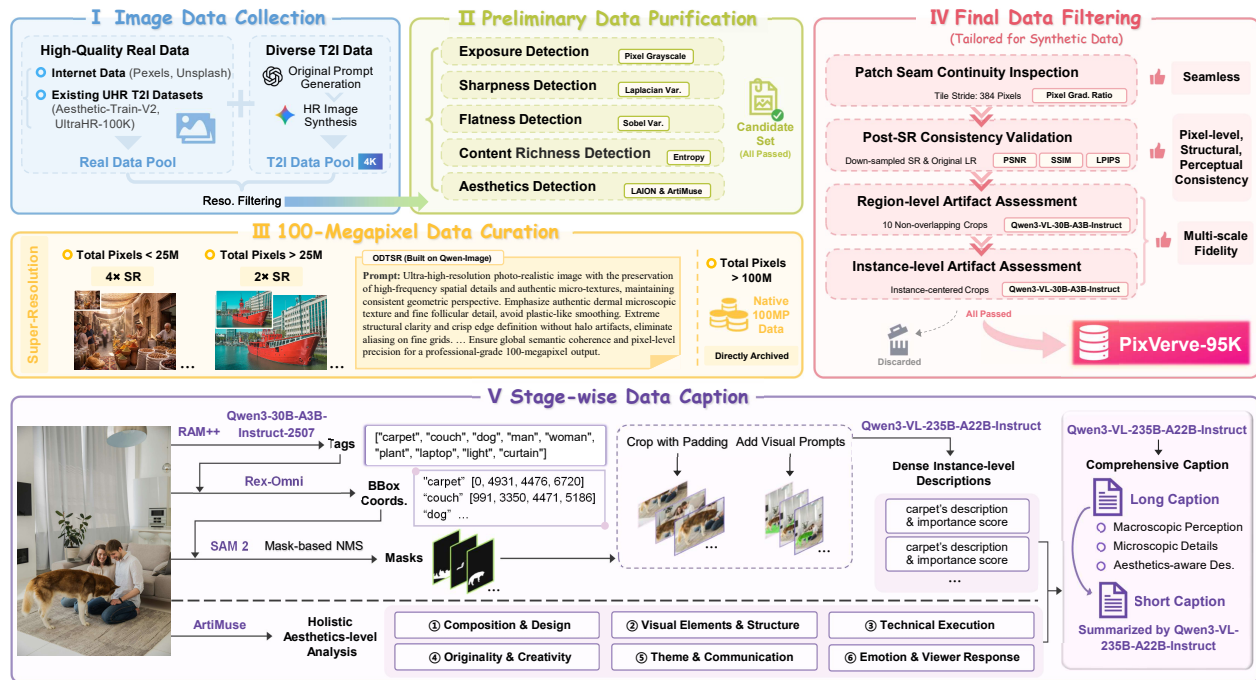 I Image Data Collection
High-Quality Real Data
Internet Data (Pexels, Unsplash)
Existing UHR T2I Datasets
(Aesthetic-Train-V2,
UltraHR-100K)
Real Data Pool
Diverse T2I Data
Original Prompt
Generation
HR Image
Synthesis
T2I Data Pool 4K
Reso. Filtering
II Preliminary Data Purification
Exposure Detection Pixel Grayscale
Sharpness Detection Laplacian Var.
Flatness Detection Sobel Var.
Content Richness Detection Entropy
Aesthetics Detection LAION & ArtiMuse
Candidate
Set
(All Passed)
III 100-Megapixel Data Curation
Super-Resolution
Total Pixels < 25M
4× SR
...
Total Pixels > 25M
2× SR
...
ODTSR (Built on Qwen-Image)
Prompt: Ultra-high-resolution photo-realistic image with the preservation
of high-frequency spatial details and authentic micro-textures, maintaining
consistent geometric perspective. Emphasize authentic dermal microscopic
texture and fine follicular detail, avoid plastic-like smoothing. Extreme
structural clarity and crisp edge definition without halo artifacts, eliminate
aliasing on fine grids. … Ensure global semantic coherence and pixel-level
precision for a professional-grade 100-megapixel output.
Total Pixels
> 100M
Native
100MP
Data
Directly Archived
IV Final Data Filtering
(Tailored for Synthetic Data)
Patch Seam Continuity Inspection
Tile Stride: 384 Pixels Pixel Grad. Ratio
Seamless
Post-SR Consistency Validation
Down-sampled SR & Original LR PSNR SSIM LPIPS
Pixel-level,
Structural,
Perceptual
Consistency
Region-level Artifact Assessment
10 Non-overlapping Crops Qwen3-VL-30B-A3B-Instruct
Instance-level Artifact Assessment
Instance-centered Crops Qwen3-VL-30B-A3B-Instruct
Multi-scale
Fidelity
Discarded
All Passed
PixVerve-95K
V Stage-wise Data Caption
RAM++
Qwen3-30B-A3B-
Instruct-2507
Tags
["carpet", "couch", "dog", "man", "woman",
"plant", "laptop", "light", "curtain"]
Rex-Omni
BBox
Coords.
"carpet" [0, 4931, 4476, 6720]
“couch” [991, 3350, 4471, 5186]
“dog” …
SAM 2 Mask-based NMS
Masks
...
Crop with Padding
...
Add Visual Prompts
...
Qwen3-VL-235B-A22B-Instruct
Dense Instance-level
Descriptions
carpet's description
& importance score
carpet's description
& importance score
...
ArtiMuse
Holistic
Aesthetics-level
Analysis
① Composition & Design
② Visual Elements & Structure
③ Technical Execution
④ Originality & Creativity
⑤ Theme & Communication
⑥ Emotion & Viewer Response
Qwen3-VL-235B-A22B-Instruct
Comprehensive Caption
Long Caption
Macroscopic Perception
Microscopic Details
Aesthetics-aware Des.
Short Caption
Summarized by Qwen3-VL-
235B-A22B-Instruct